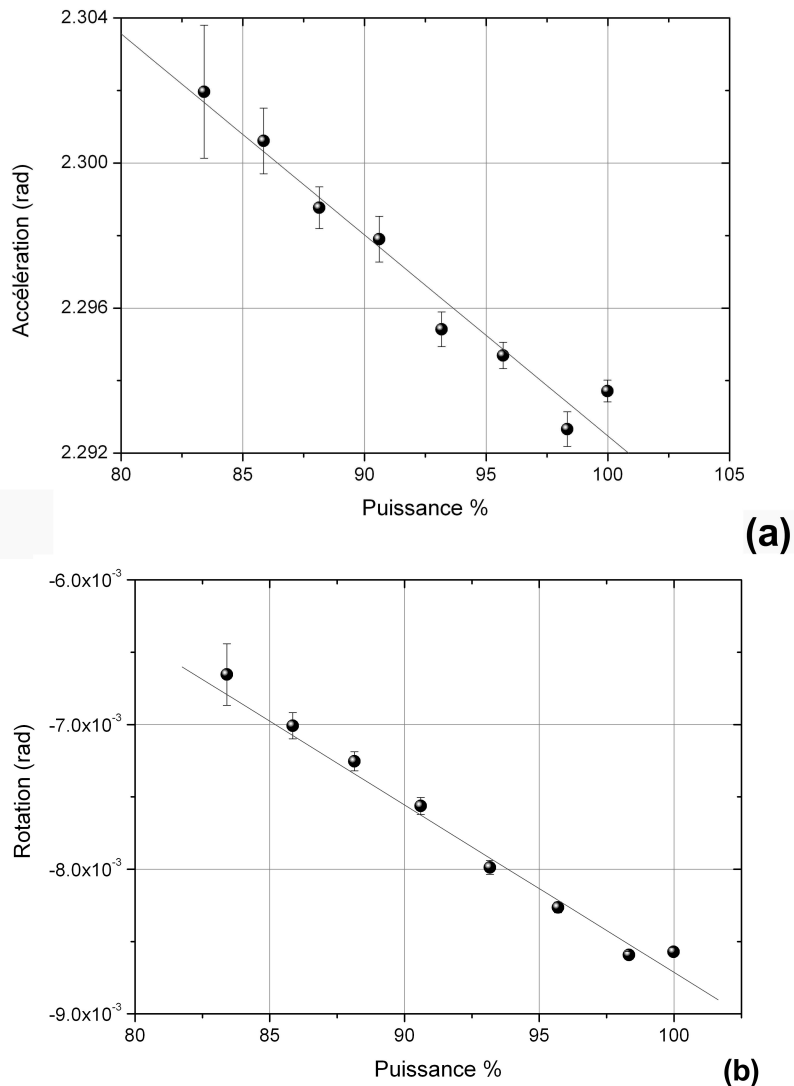 2.304
2.300
2.296
2.292
Accélération (rad)
80 85 90 95 100 105
Puissance %
(a)
-6.0x10⁻³
-7.0x10⁻³
-8.0x10⁻³
-9.0x10⁻³
Rotation (rad)
80 85 90 95 100
Puissance %
(b)